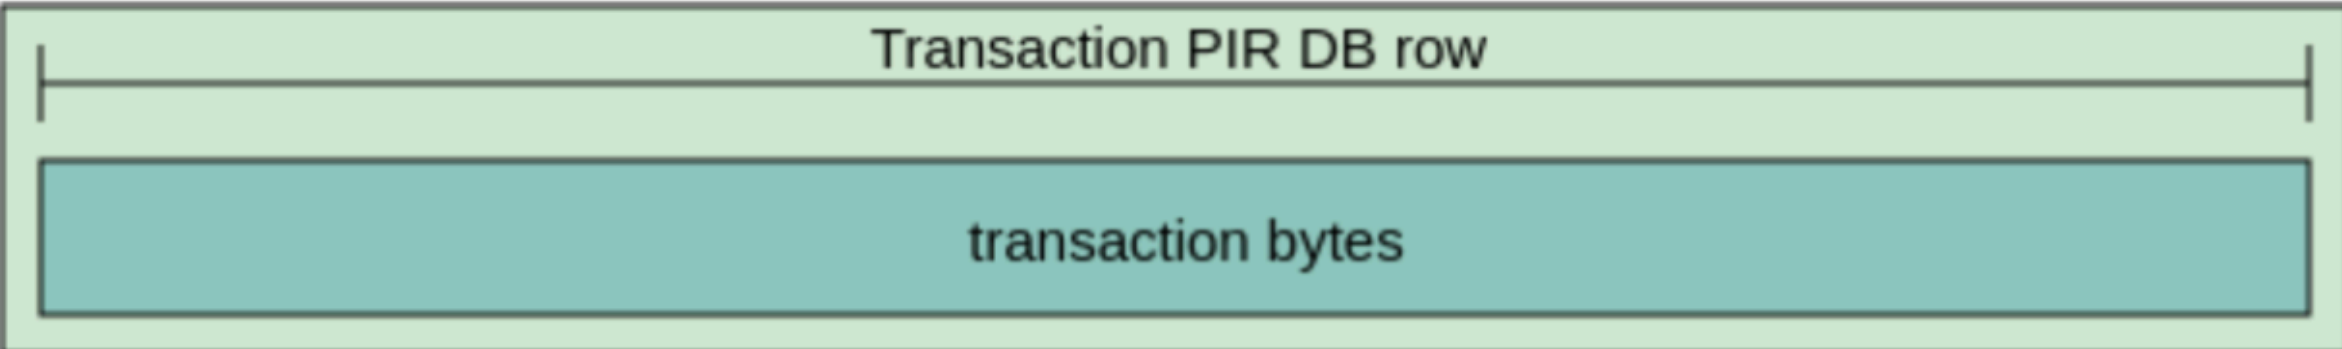 Transaction PIR DB row
transaction bytes